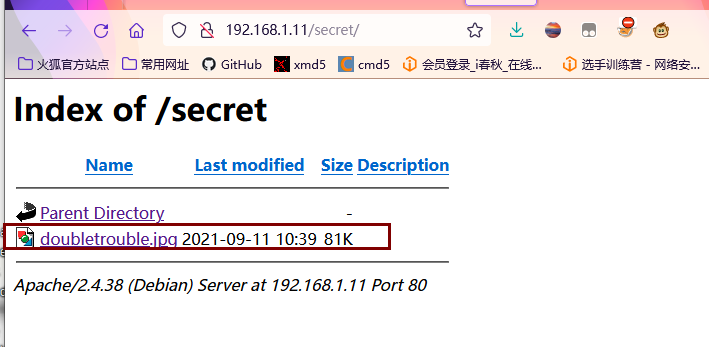 192.168.1.11/secret/
火狐官方站点 常用网址 GitHub xmd5 cmd5 会员登录_i春秋_在线... 选手训练营 - 网络安...
Index of /secret
Name Last modified Size Description
Parent Directory -
doubletrouble.jpg 2021-09-11 10:39 81K
Apache/2.4.38 (Debian) Server at 192.168.1.11 Port 80